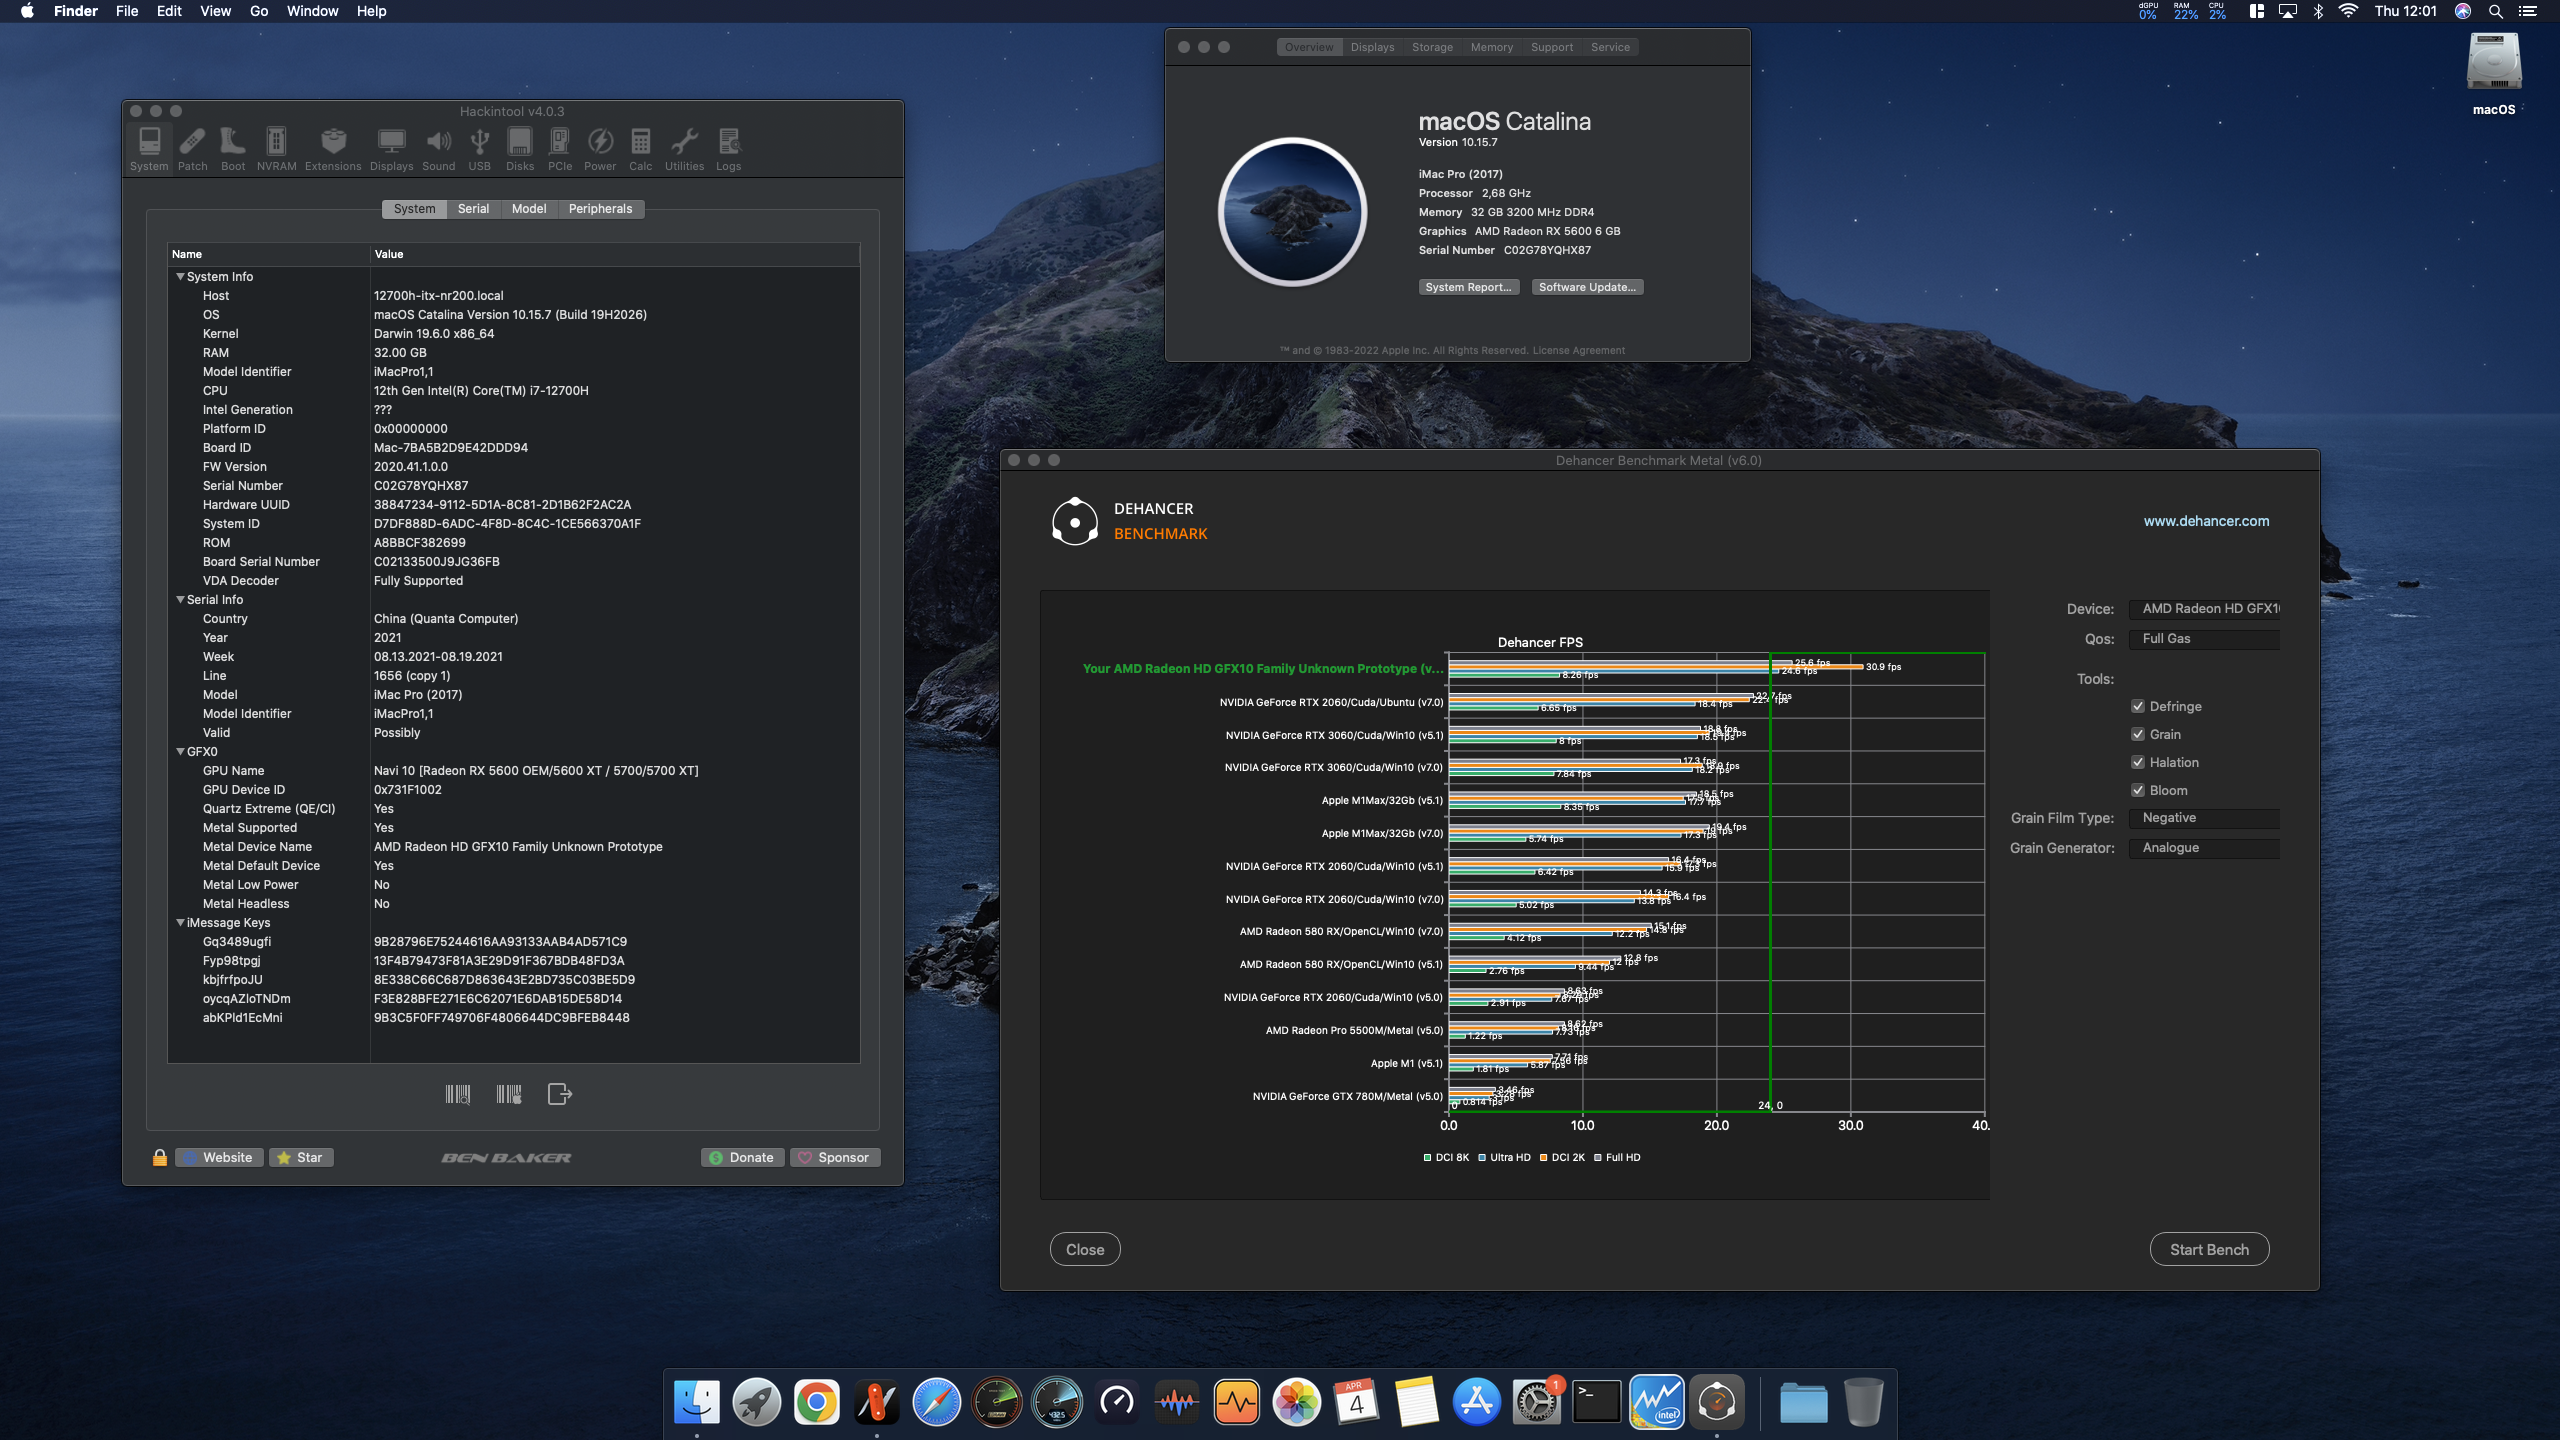 Finder File Edit View Go Window Help
dGPU 0% RAM 22% CPU 2% Thu 12:01
macOS
Hackintool v4.0.3
System Patch Boot NVRAM Extensions Displays Sound USB Disks PCIe Power Calc Utilities Logs
System Serial Model Peripherals
Name Value
System Info
Host 12700h-itx-nr200.local
OS macOS Catalina Version 10.15.7 (Build 19H2026)
Kernel Darwin 19.6.0 x86_64
RAM 32.00 GB
Model Identifier iMacPro1,1
CPU 12th Gen Intel(R) Core(TM) i7-12700H
Intel Generation ???
Platform ID 0x00000000
Board ID Mac-7BA5B2D9E42DDD94
FW Version 2020.41.1.0.0
Serial Number C02G78YQHX87
Hardware UUID 38847234-9112-5D1A-8C81-2D1B62F2AC2A
System ID D7DF888D-6ADC-4F8D-8C4C-1CE566370A1F
ROM A8BBCF382699
Board Serial Number C02133500J9JG36FB
VDA Decoder Fully Supported
Serial Info
Country China (Quanta Computer)
Year 2021
Week 08.13.2021-08.19.2021
Line 1656 (copy 1)
Model iMac Pro (2017)
Model Identifier iMacPro1,1
Valid Possibly
GFX0
GPU Name Navi 10 [Radeon RX 5600 OEM/5600 XT / 5700/5700 XT]
GPU Device ID 0x731F1002
Quartz Extreme (QE/CI) Yes
Metal Supported Yes
Metal Device Name AMD Radeon HD GFX10 Family Unknown Prototype
Metal Default Device Yes
Metal Low Power No
Metal Headless No
iMessage Keys
Gq3489ugfi 9B28796E75244616AA93133AAB4AD571C9
Fyp98tpgj 13F4B79473F81A3E29D91F367BDB48FD3A
kbjfrfpoJU 8E338C66C687D863643E2BD735C03BE5D9
oycqAZloTNDm F3E828BFE271E6C62071E6DAB15DE58D14
abKPld1EcMni 9B3C5F0FF749706F4806644DC9BFEB8448
Website Star BEN BAKER Donate Sponsor
Overview Displays Storage Memory Support Service
macOS Catalina
Version 10.15.7
iMac Pro (2017)
Processor 2,68 GHz
Memory 32 GB 3200 MHz DDR4
Graphics AMD Radeon RX 5600 6 GB
Serial Number C02G78YQHX87
System Report... Software Update...
™ and © 1983-2022 Apple Inc. All Rights Reserved. License Agreement
Dehancer Benchmark Metal (v6.0)
DEHANCER
BENCHMARK
www.dehancer.com
Dehancer FPS
Your AMD Radeon HD GFX10 Family Unknown Prototype (v... 25.6 fps 30.9 fps 24.6 fps 8.26 fps
NVIDIA GeForce RTX 2060/Cuda/Ubuntu (v7.0) 22.7 fps 18.4 fps 6.65 fps
NVIDIA GeForce RTX 3060/Cuda/Win10 (v5.1) 18.8 fps 18.5 fps 8 fps
NVIDIA GeForce RTX 3060/Cuda/Win10 (v7.0) 17.3 fps 18.2 fps 7.84 fps
Apple M1Max/32Gb (v5.1) 18.5 fps 17.7 fps 8.35 fps
Apple M1Max/32Gb (v7.0) 19.4 fps 17.3 fps 5.74 fps
NVIDIA GeForce RTX 2060/Cuda/Win10 (v5.1) 16.4 fps 15.9 fps 6.42 fps
NVIDIA GeForce RTX 2060/Cuda/Win10 (v7.0) 14.3 fps 16.4 fps 13.8 fps 5.02 fps
AMD Radeon 580 RX/OpenCL/Win10 (v7.0) 15.1 fps 12.2 fps 4.12 fps
AMD Radeon 580 RX/OpenCL/Win10 (v5.1) 12.8 fps 12 fps 9.44 fps 2.76 fps
NVIDIA GeForce RTX 2060/Cuda/Win10 (v5.0) 8.63 fps 7.67 fps 2.91 fps
AMD Radeon Pro 5500M/Metal (v5.0) 8.62 fps 7.73 fps 1.22 fps
Apple M1 (v5.1) 7.71 fps 5.87 fps 1.81 fps
NVIDIA GeForce GTX 780M/Metal (v5.0) 3.46 fps 0.814 fps
0 24, 0
0.0 10.0 20.0 30.0 40.
DCI 8K Ultra HD DCI 2K Full HD
Device: AMD Radeon HD GFX10
Qos: Full Gas
Tools:
Defringe
Grain
Halation
Bloom
Grain Film Type: Negative
Grain Generator: Analogue
Close Start Bench
APR
4
1
intel